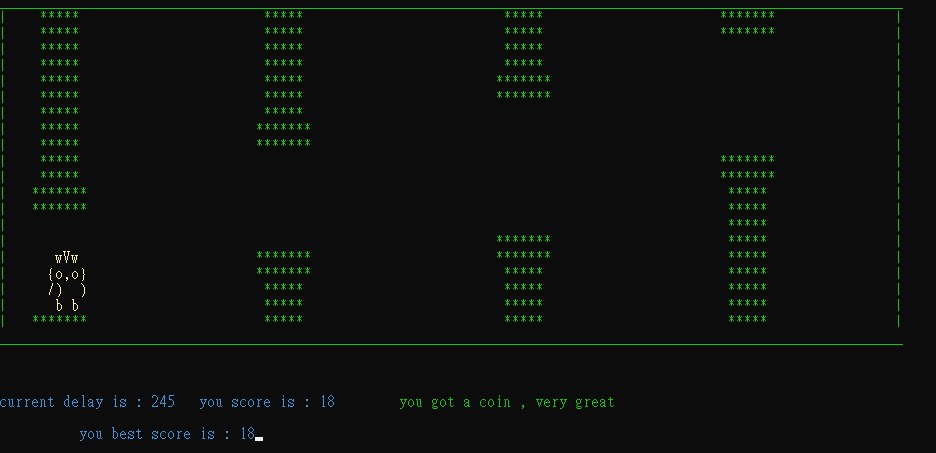 wVw
{o,o}
/)  )
b b
current delay is : 245 you score is : 18 you got a coin , very great
you best score is : 18